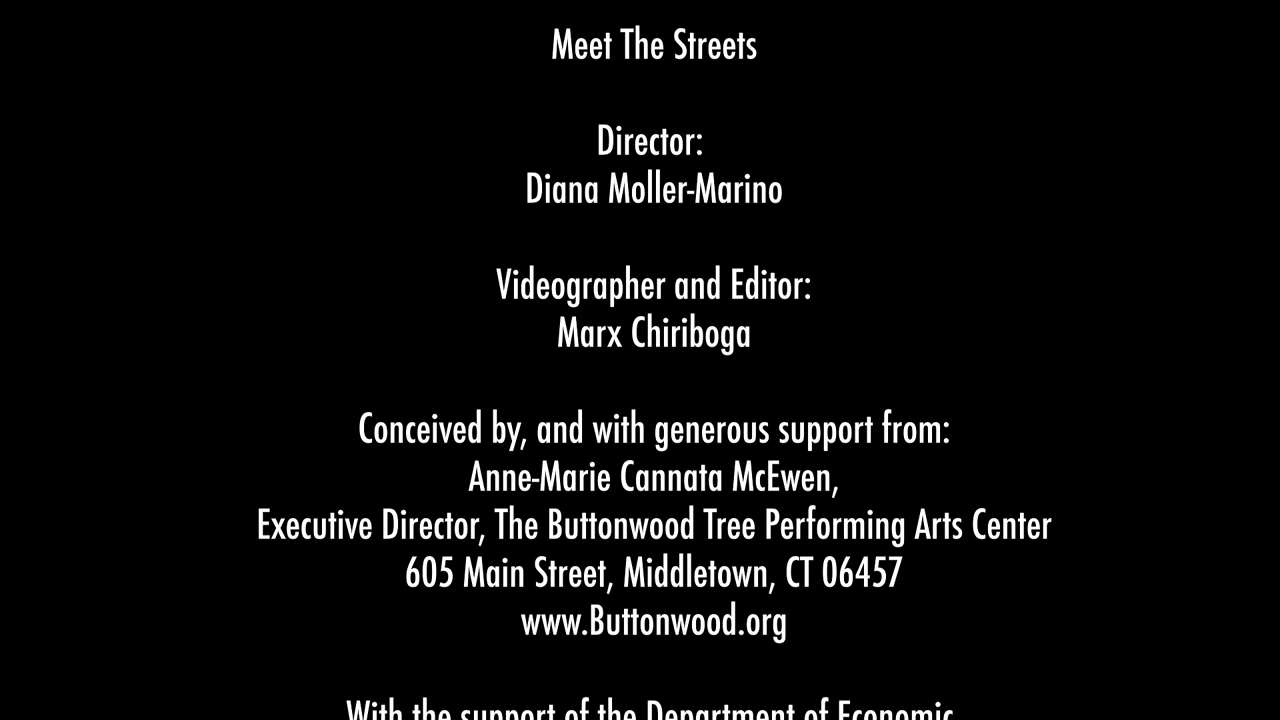 Meet The Streets
Director:
Diana Moller-Marino
Videographer and Editor:
Marx Chiriboga
Conceived by, and with generous support from:
Anne-Marie Cannata McEwen,
Executive Director, The Buttonwood Tree Performing Arts Center
605 Main Street, Middletown, CT 06457
www.Buttonwood.org
With the support of the Department of Economic